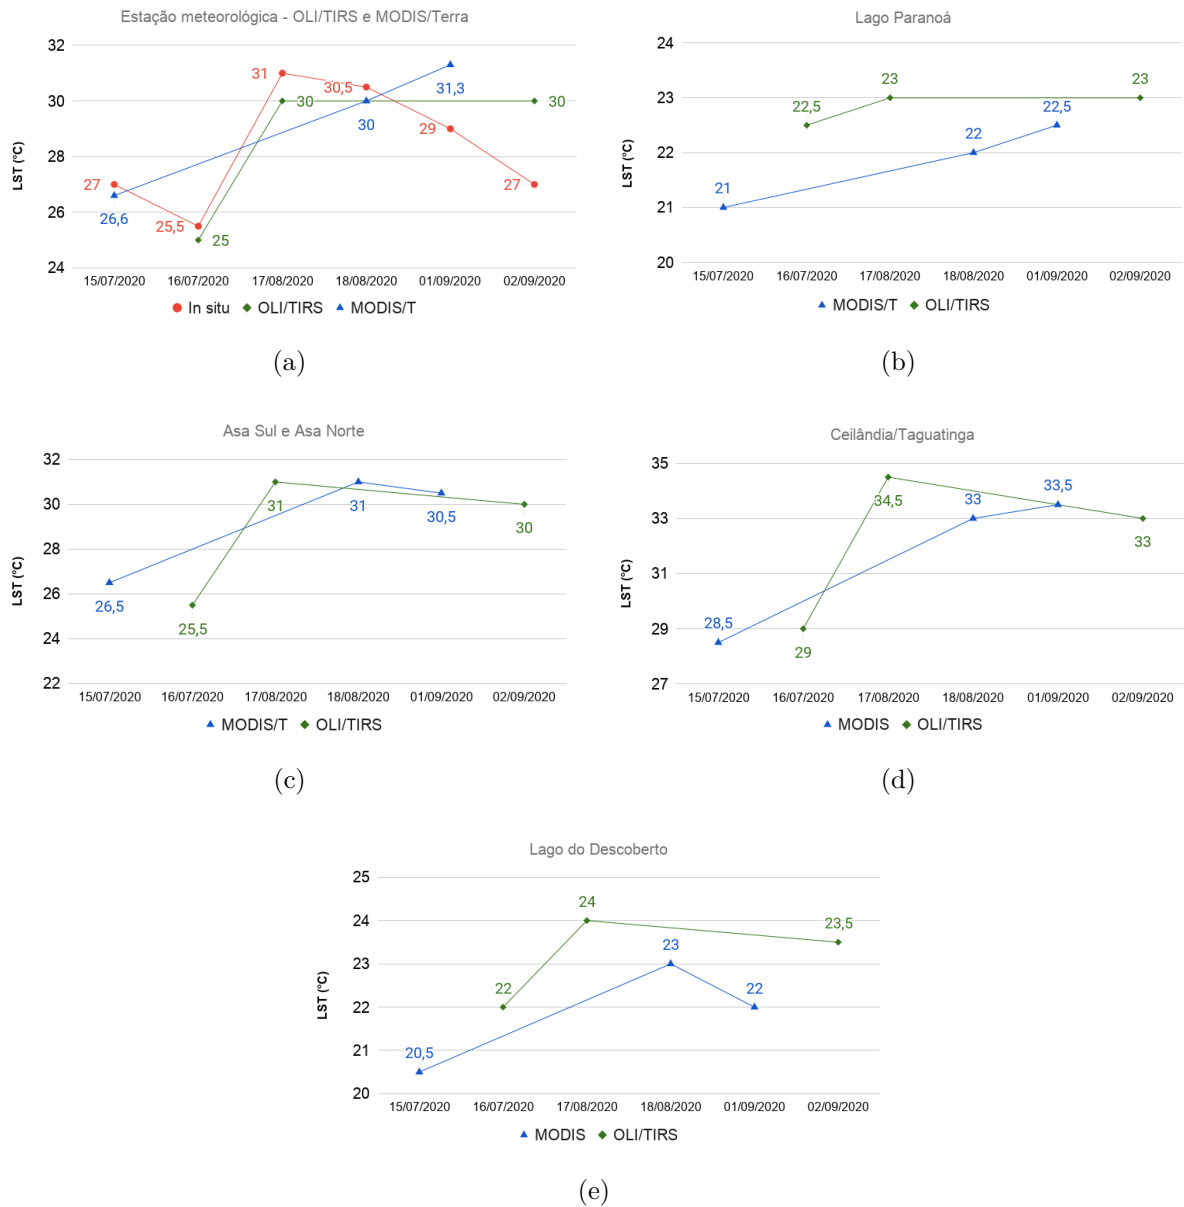 Estação meteorológica - OLI/TIRS e MODIS/Terra
LST (°C)
32
30
28
26
24
27
26,6
25,5
25
31
30
30,5
30
31,3
29
30
27
15/07/2020 16/07/2020 17/08/2020 18/08/2020 01/09/2020 02/09/2020
In situ OLI/TIRS MODIS/T
(a)
Lago Paranoá
LST (°C)
24
23
22
21
20
21
22,5
23
22
22,5
23
15/07/2020 16/07/2020 17/08/2020 18/08/2020 01/09/2020 02/09/2020
MODIS/T OLI/TIRS
(b)
Asa Sul e Asa Norte
LST (°C)
32
30
28
26
24
22
26,5
25,5
31
31
30,5
30
15/07/2020 16/07/2020 17/08/2020 18/08/2020 01/09/2020 02/09/2020
MODIS/T OLI/TIRS
(c)
Ceilândia/Taguatinga
LST (°C)
35
33
31
29
27
28,5
29
34,5
33
33,5
33
15/07/2020 16/07/2020 17/08/2020 18/08/2020 01/09/2020 02/09/2020
MODIS OLI/TIRS
(d)
Lago do Descoberto
LST (°C)
25
24
23
22
21
20
20,5
22
24
23
22
23,5
15/07/2020 16/07/2020 17/08/2020 18/08/2020 01/09/2020 02/09/2020
MODIS OLI/TIRS
(e)